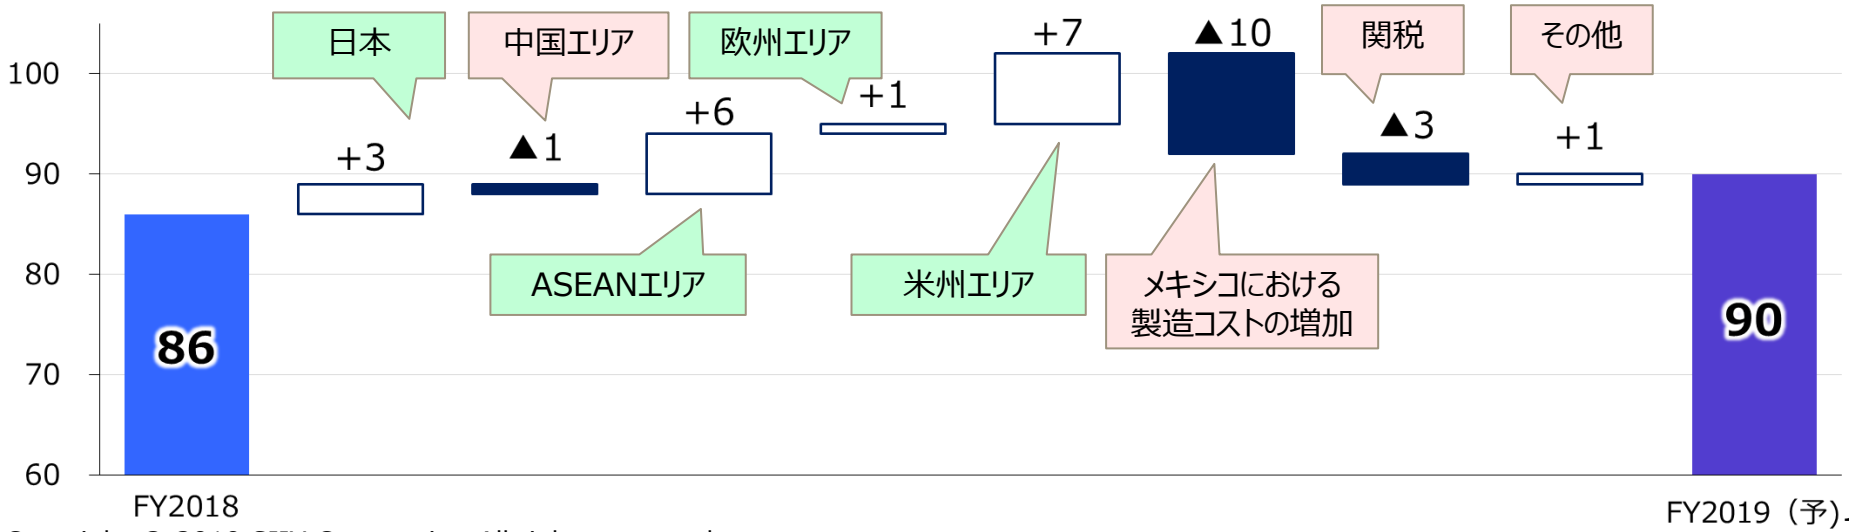 日本
中国エリア
欧州エリア
+7
▲10
関税
その他
100
+3
▲1
+6
+1
▲3
+1
90
ASEANエリア
米州エリア
メキシコにおける
製造コストの増加
80
86
90
70
60
FY2018
FY2019（予）